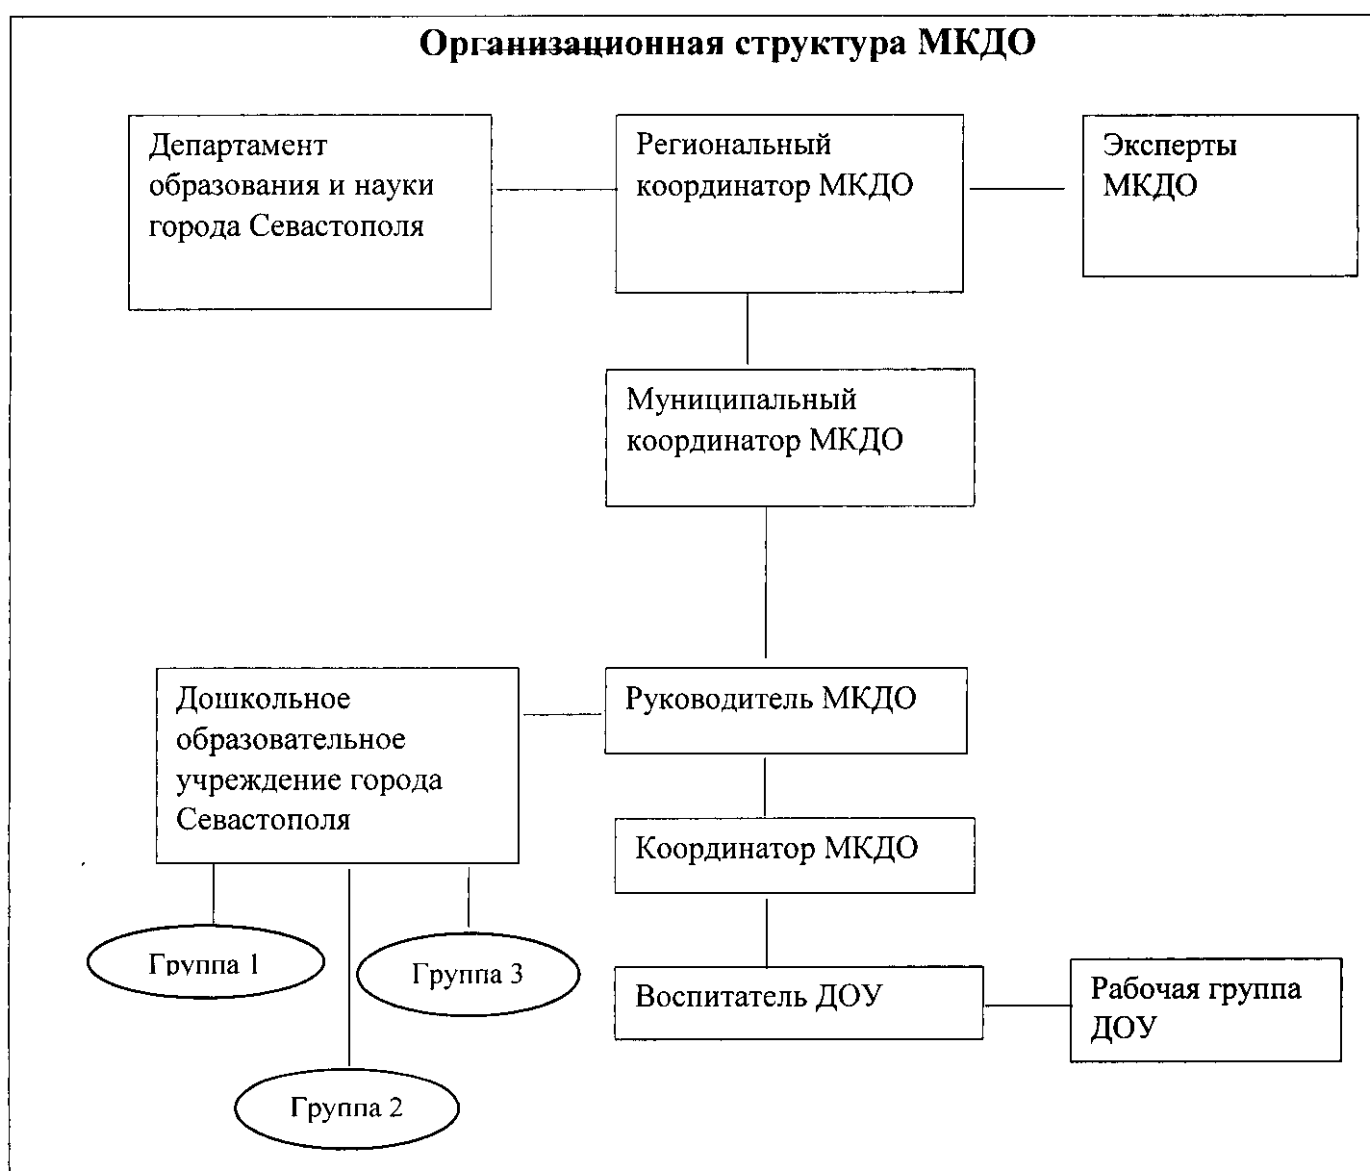 Организационная структура МКДО
Департамент
образования и науки
города Севастополя
Региональный
координатор МКДО
Эксперты
МКДО
Муниципальный
координатор МКДО
Дошкольное
образовательное
учреждение города
Севастополя
Руководитель МКДО
Координатор МКДО
Группа 1
Группа 3
Воспитатель ДОУ
Рабочая группа
ДОУ
Группа 2